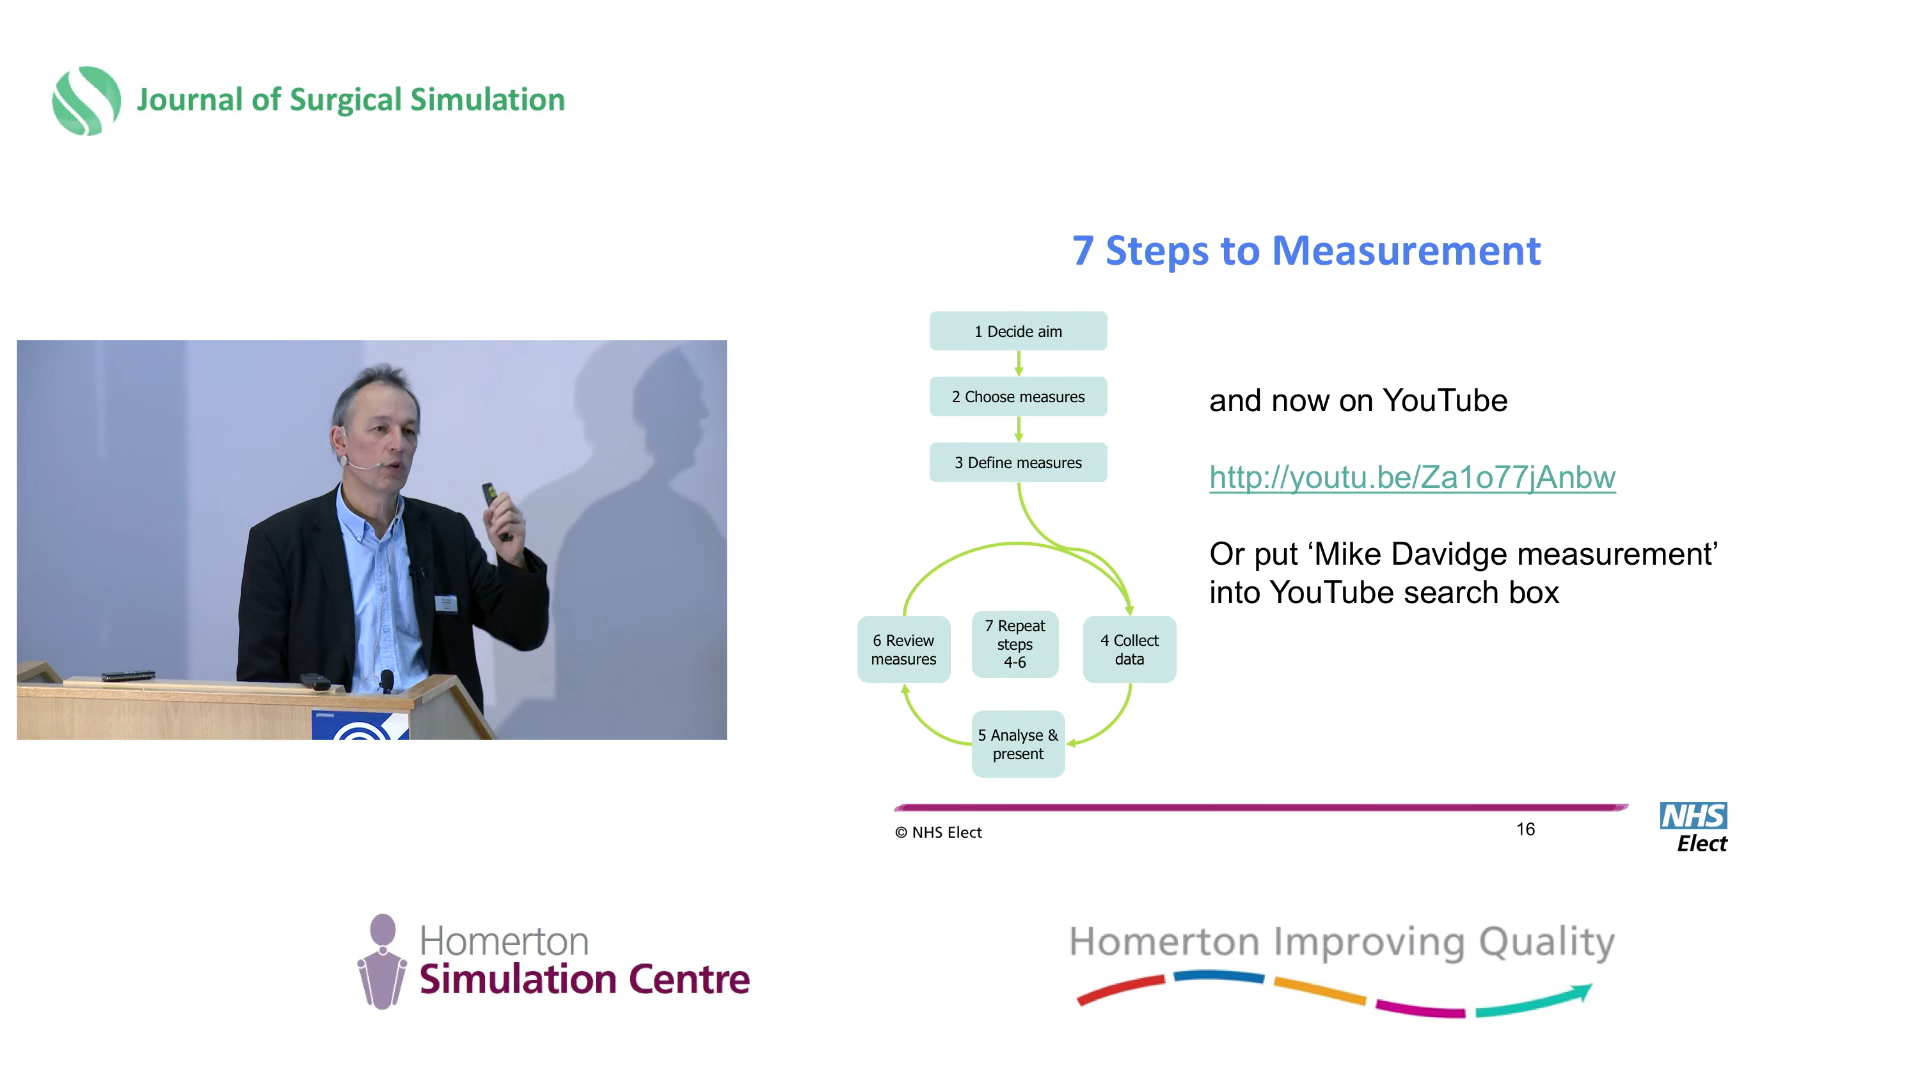 Journal of Surgical Simulation
7 Steps to Measurement
1 Decide aim
2 Choose measures
3 Define measures
4 Collect
data
5 Analyse &
present
6 Review
measures
7 Repeat
steps
4-6
and now on YouTube
http://youtu.be/Za1o77jAnbw
Or put ‘Mike Davidge measurement’
into YouTube search box
© NHS Elect
16
NHS
Elect
Homerton
Simulation Centre
Homerton Improving Quality